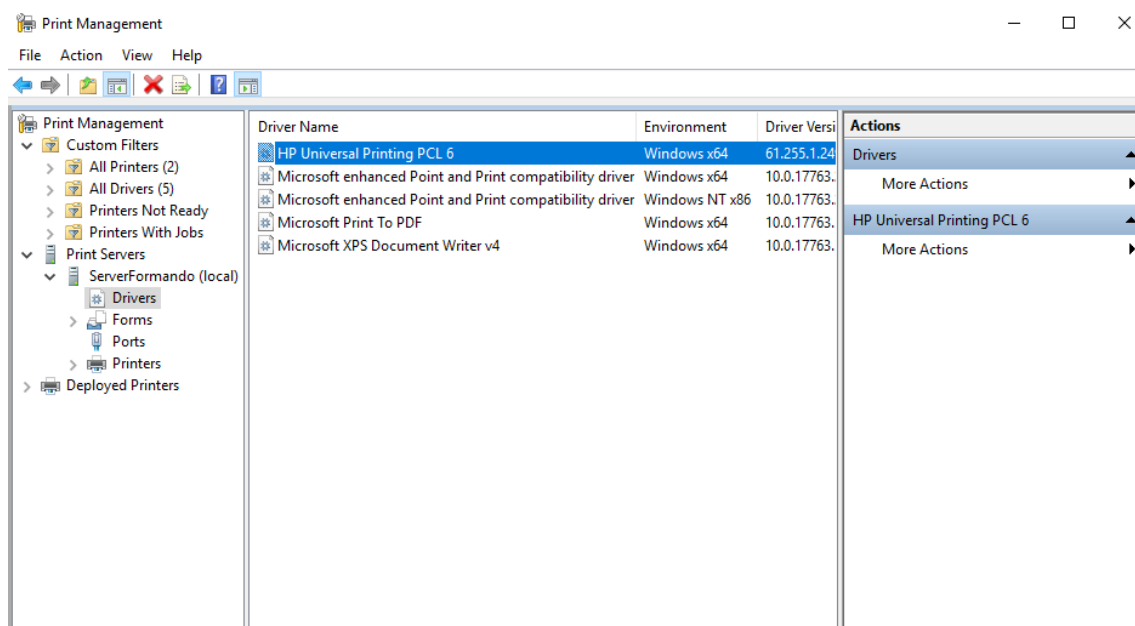 Print Management
File Action View Help
Print Management
Custom Filters
All Printers (2)
All Drivers (5)
Printers Not Ready
Printers With Jobs
Print Servers
ServerFormando (local)
Drivers
Forms
Ports
Printers
Deployed Printers
Driver Name Environment Driver Versi
HP Universal Printing PCL 6 Windows x64 61.255.1.24
Microsoft enhanced Point and Print compatibility driver Windows x64 10.0.17763..
Microsoft enhanced Point and Print compatibility driver Windows NT x86 10.0.17763..
Microsoft Print To PDF Windows x64 10.0.17763.
Microsoft XPS Document Writer v4 Windows x64 10.0.17763.
Actions
Drivers
More Actions
HP Universal Printing PCL 6
More Actions